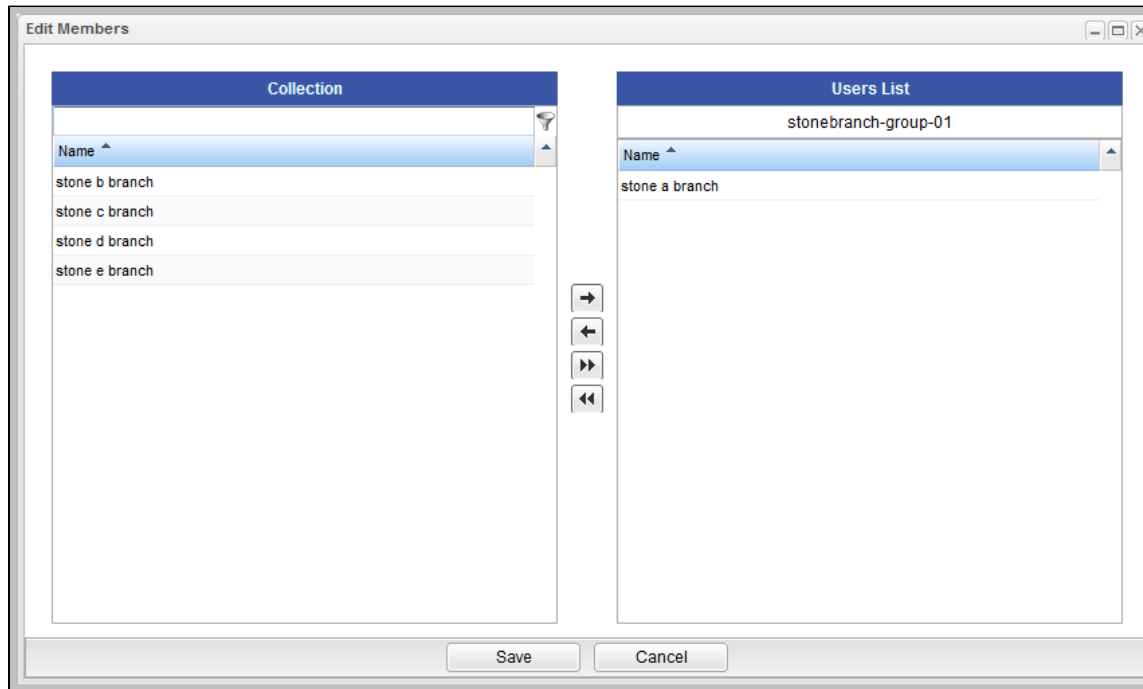 Edit Members
Collection
Name
stone b branch
stone c branch
stone d branch
stone e branch
Users List
stonebranch-group-01
Name
stone a branch
Save
Cancel